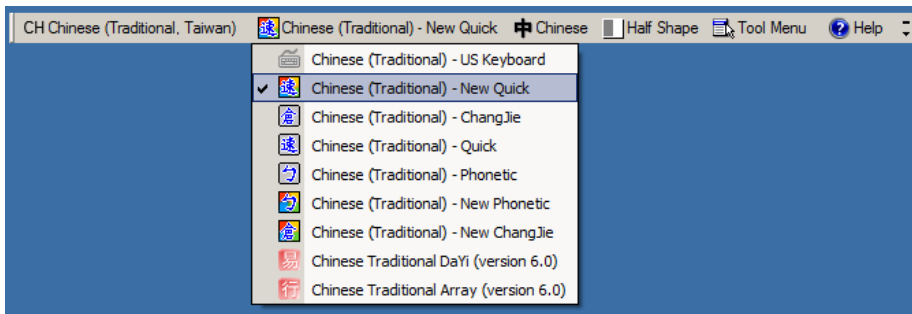 CH Chinese (Traditional, Taiwan) 速 Chinese (Traditional) - New Quick 中 Chinese Half Shape Tool Menu ? Help
Chinese (Traditional) - US Keyboard
速 Chinese (Traditional) - New Quick
倉 Chinese (Traditional) - ChangJie
速 Chinese (Traditional) - Quick
ㄅ Chinese (Traditional) - Phonetic
ㄅ Chinese (Traditional) - New Phonetic
倉 Chinese (Traditional) - New ChangJie
易 Chinese Traditional DaYi (version 6.0)
行 Chinese Traditional Array (version 6.0)